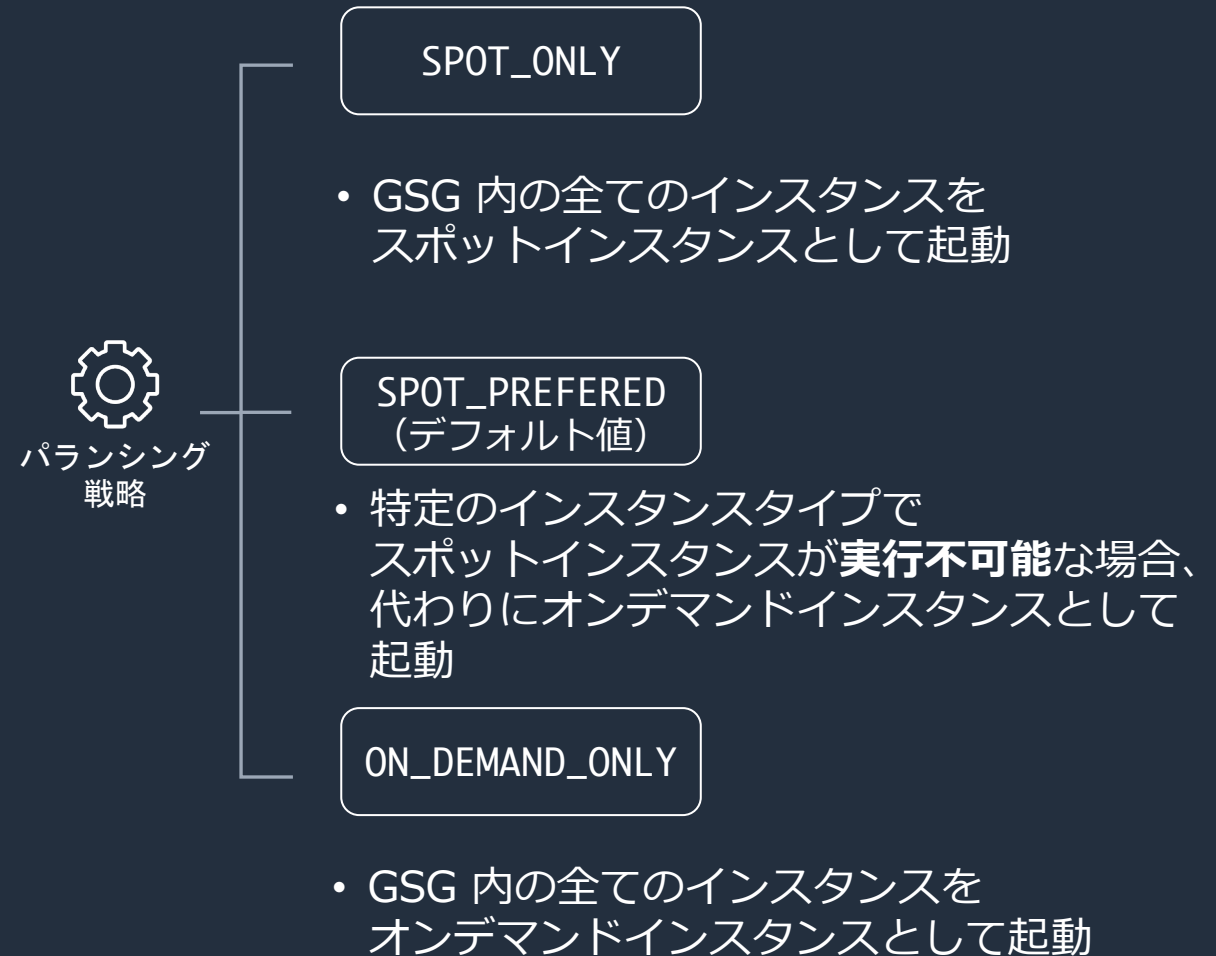 SPOT_ONLY
• GSG 内の全てのインスタンスを
スポットインスタンスとして起動
パランシング
戦略
SPOT_PREFERED
（デフォルト値）
• 特定のインスタンスタイプで
スポットインスタンスが実行不可能な場合、
代わりにオンデマンドインスタンスとして
起動
ON_DEMAND_ONLY
• GSG 内の全てのインスタンスを
オンデマンドインスタンスとして起動